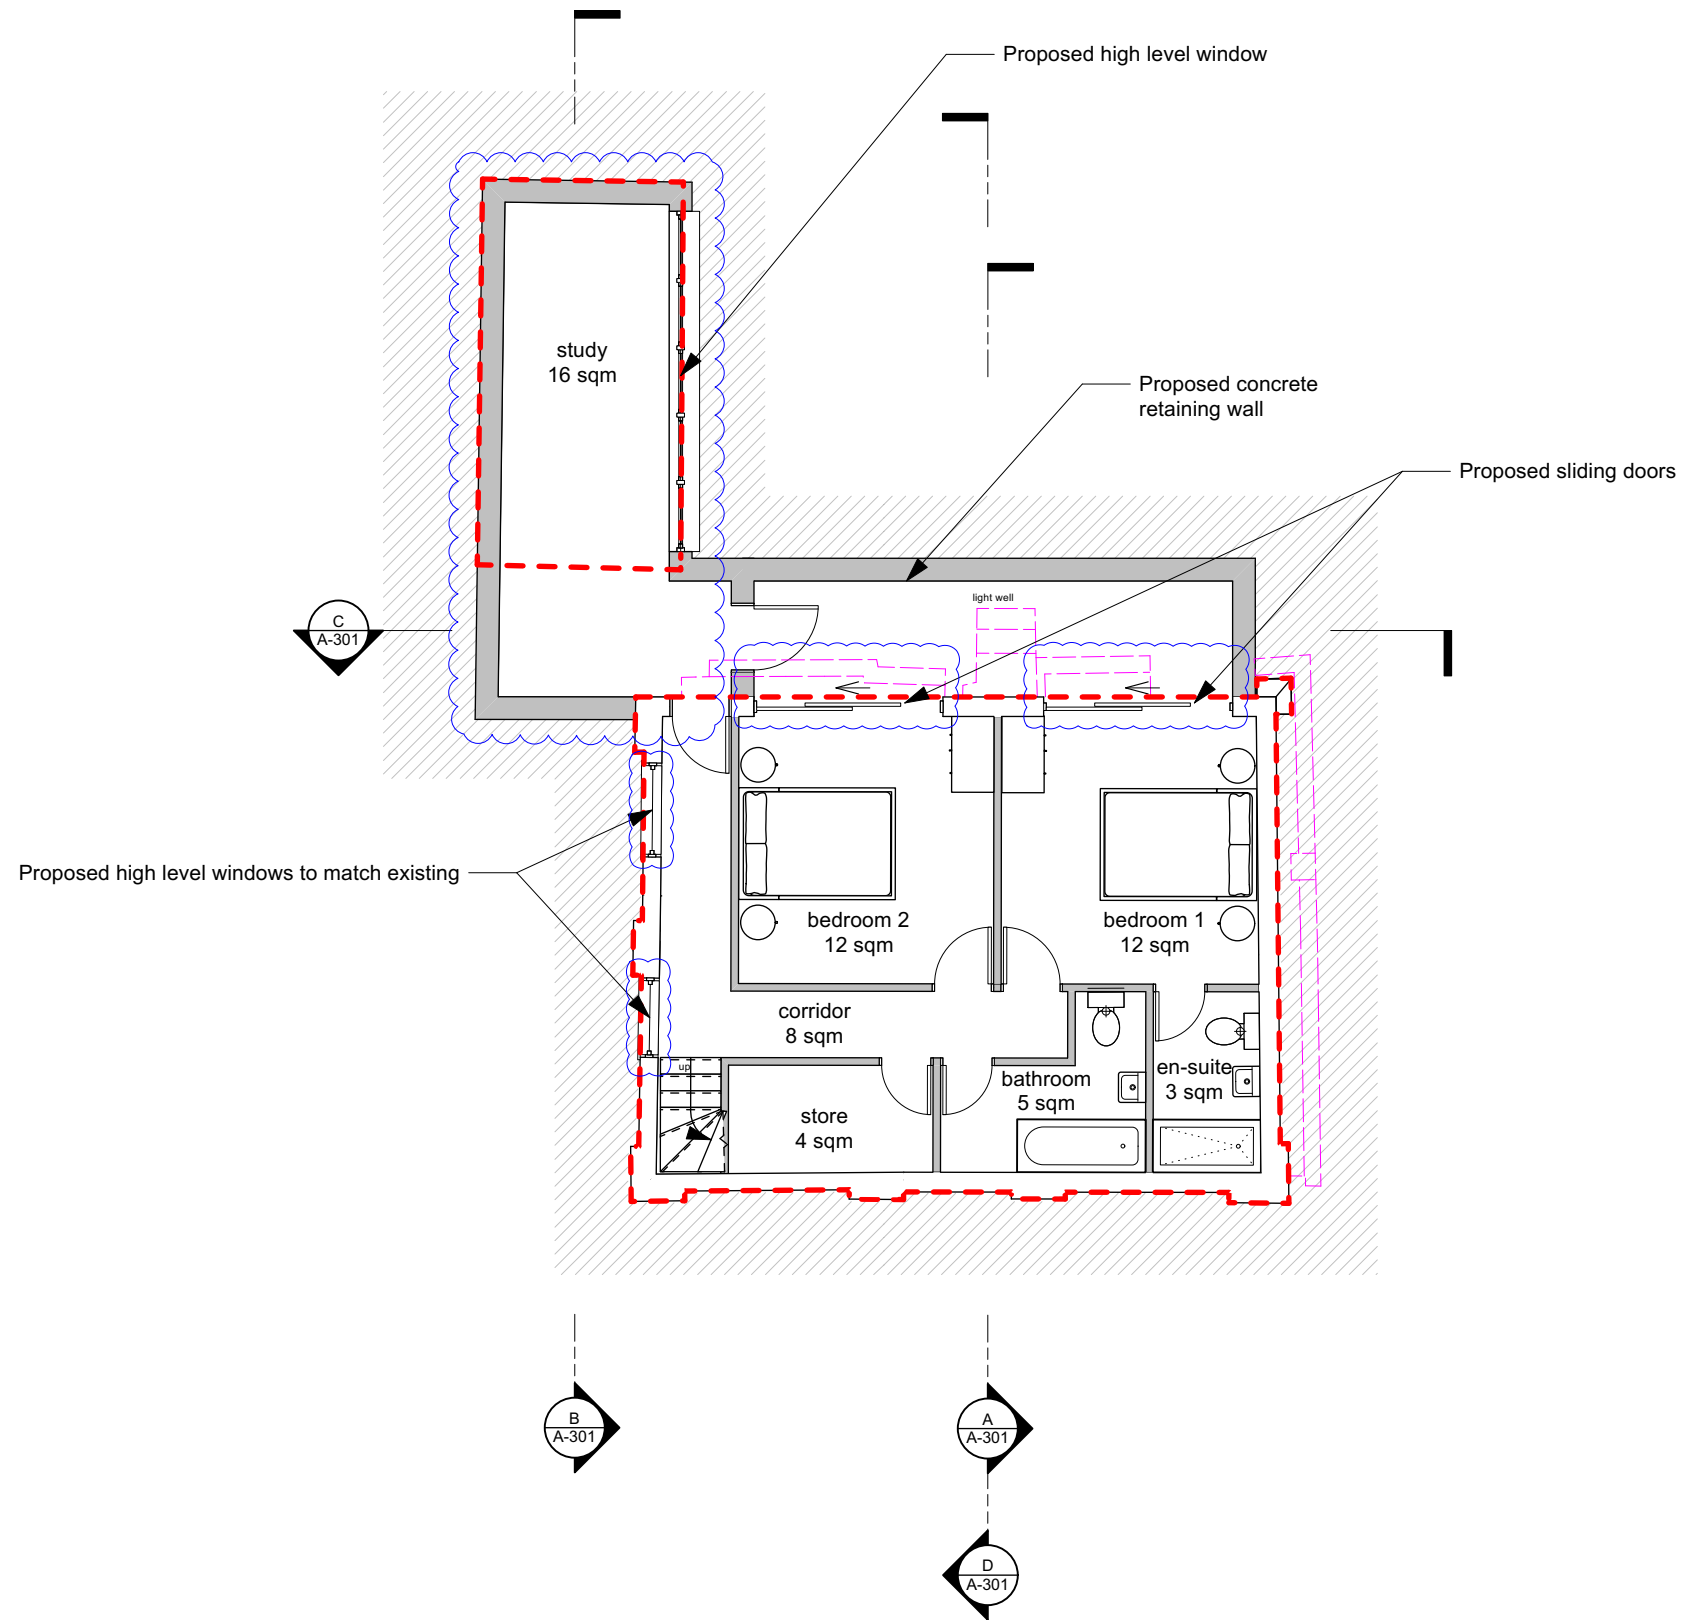 Proposed high level window
study
16 sqm
Proposed concrete
retaining wall
Proposed sliding doors
light well
C
A-301
Proposed high level windows to match existing
bedroom 2
12 sqm
bedroom 1
12 sqm
corridor
8 sqm
up
bathroom
5 sqm
en-suite
3 sqm
store
4 sqm
B
A-301
A
A-301
D
A-301